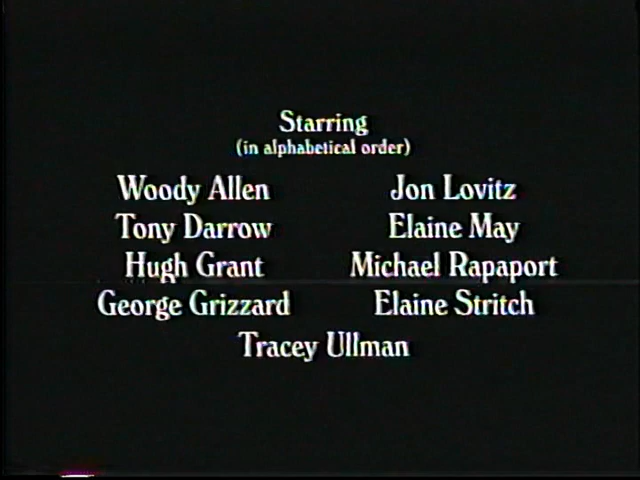 Starring
(in alphabetical order)
Woody Allen
Tony Darrow
Hugh Grant
George Grizzard
Jon Lovitz
Elaine May
Michael Rapaport
Elaine Stritch
Tracey Ullman